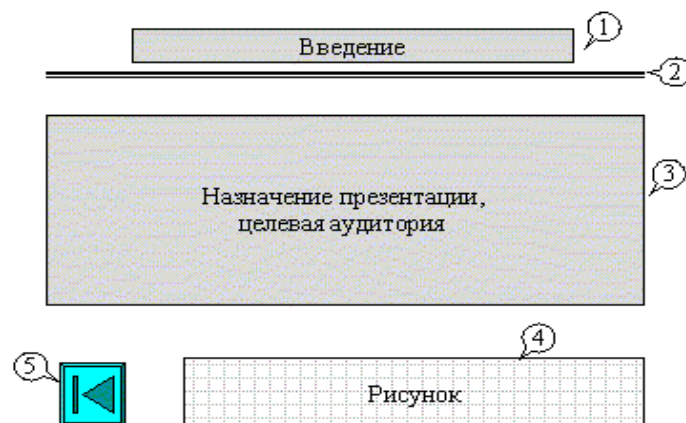 Введение
1
2
Назначение презентации,
целевая аудитория
3
4
5
Рисунок